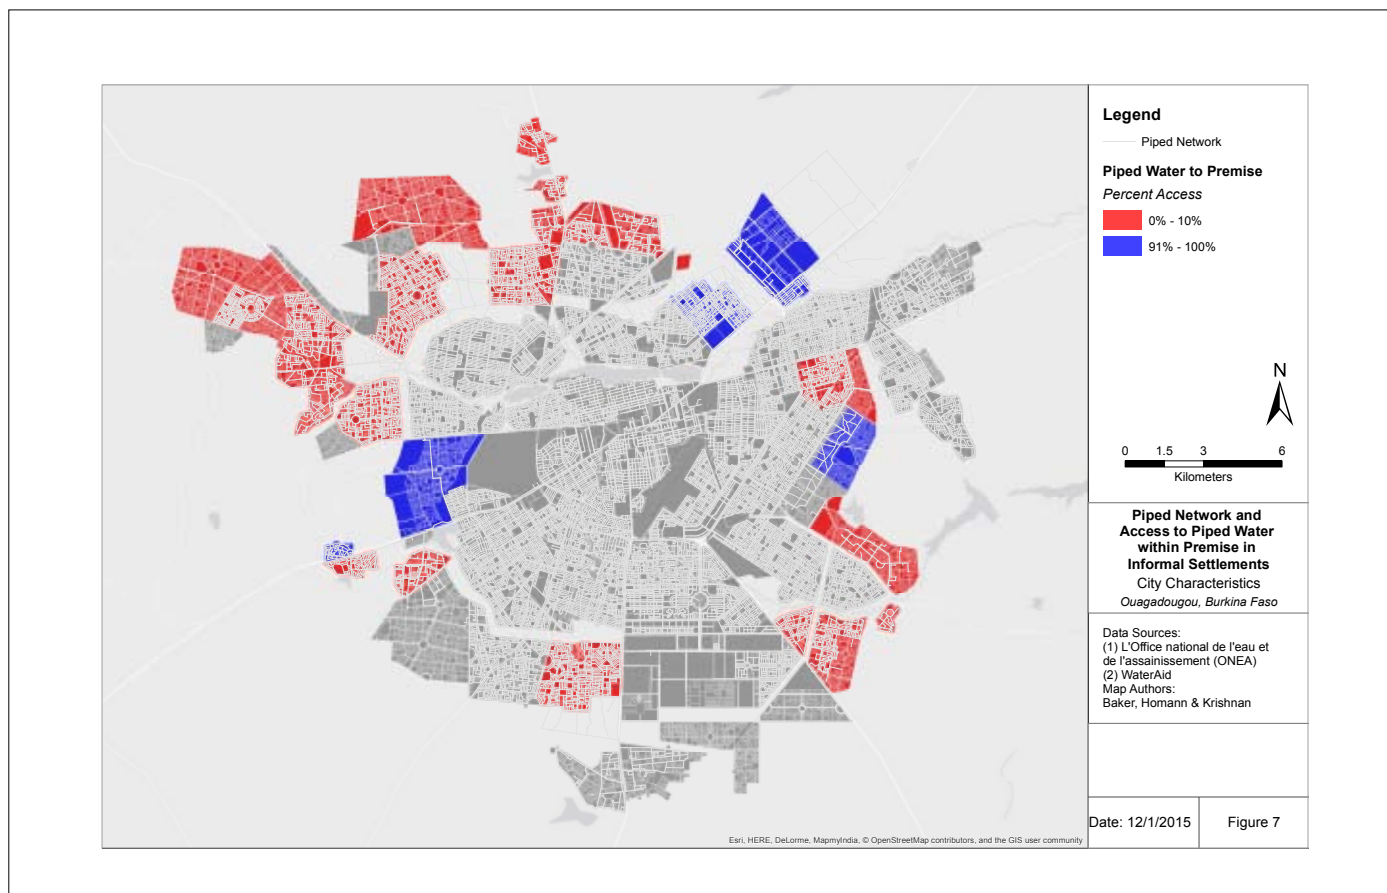 Legend
Piped Network
Piped Water to Premise
Percent Access
0% - 10%
91% - 100%
N
0 1.5 3 6
Kilometers
Piped Network and
Access to Piped Water
within Premise in
Informal Settlements
City Characteristics
Ouagadougou, Burkina Faso
Data Sources:
(1) L'Office national de l'eau et
de l'assainissement (ONEA)
(2) WaterAid
Map Authors:
Baker, Homann & Krishnan
Esri, HERE, DeLorme, MapmyIndia, © OpenStreetMap contributors, and the GIS user community
Date: 12/1/2015
Figure 7